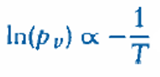 ln(p_v) ∝ −1/T